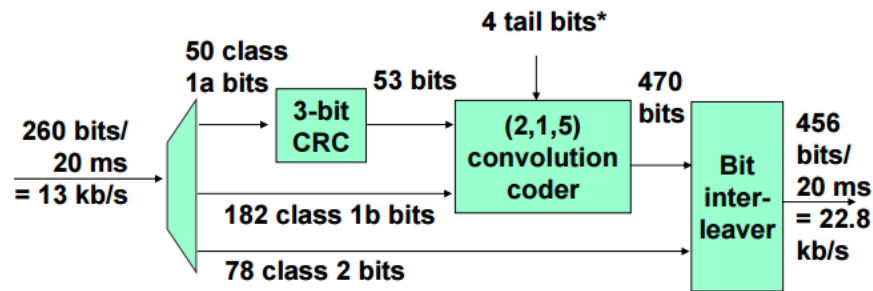 4 tail bits*
50 class
1a bits
53 bits
470
bits
260 bits/
20 ms
= 13 kb/s
3-bit
CRC
(2,1,5)
convolution
coder
Bit
inter-
leaver
456
bits/
20 ms
= 22.8
kb/s
182 class 1b bits
78 class 2 bits